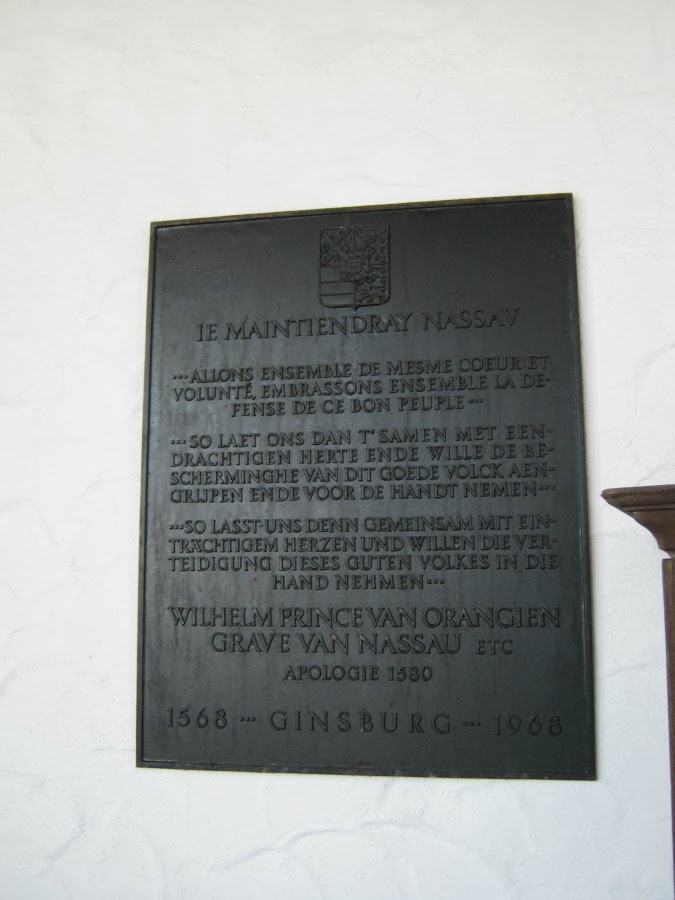 IE MAINTIENDRAY NASSAV
...ALLONS ENSEMBLE DE MESME COEUR ET
VOLUNTÉ, EMBRASSONS ENSEMBLE LA DE-
FENSE DE CE BON PEUPLE...
...SO LAET ONS DAN T'SAMEN MET EEN-
DRACHTIGEN HERTE ENDE WILLE DE BE-
SCHERMINGHE VAN DIT GOEDE VOLCK AEN-
GRIJPEN ENDE VOOR DE HANDT NEMEN...
...SO LASST UNS DENN GEMEINSAM MIT EIN-
TRÄCHTIGEM HERZEN UND WILLEN DIE VER-
TEIDIGUNG DIESES GUTEN VOLKES IN DIE
HAND NEHMEN...
WILHELM PRINCE VAN ORANGIEN
GRAVE VAN NASSAU ETC
APOLOGIE 1580
1568 ... GINSBURG ... 1968